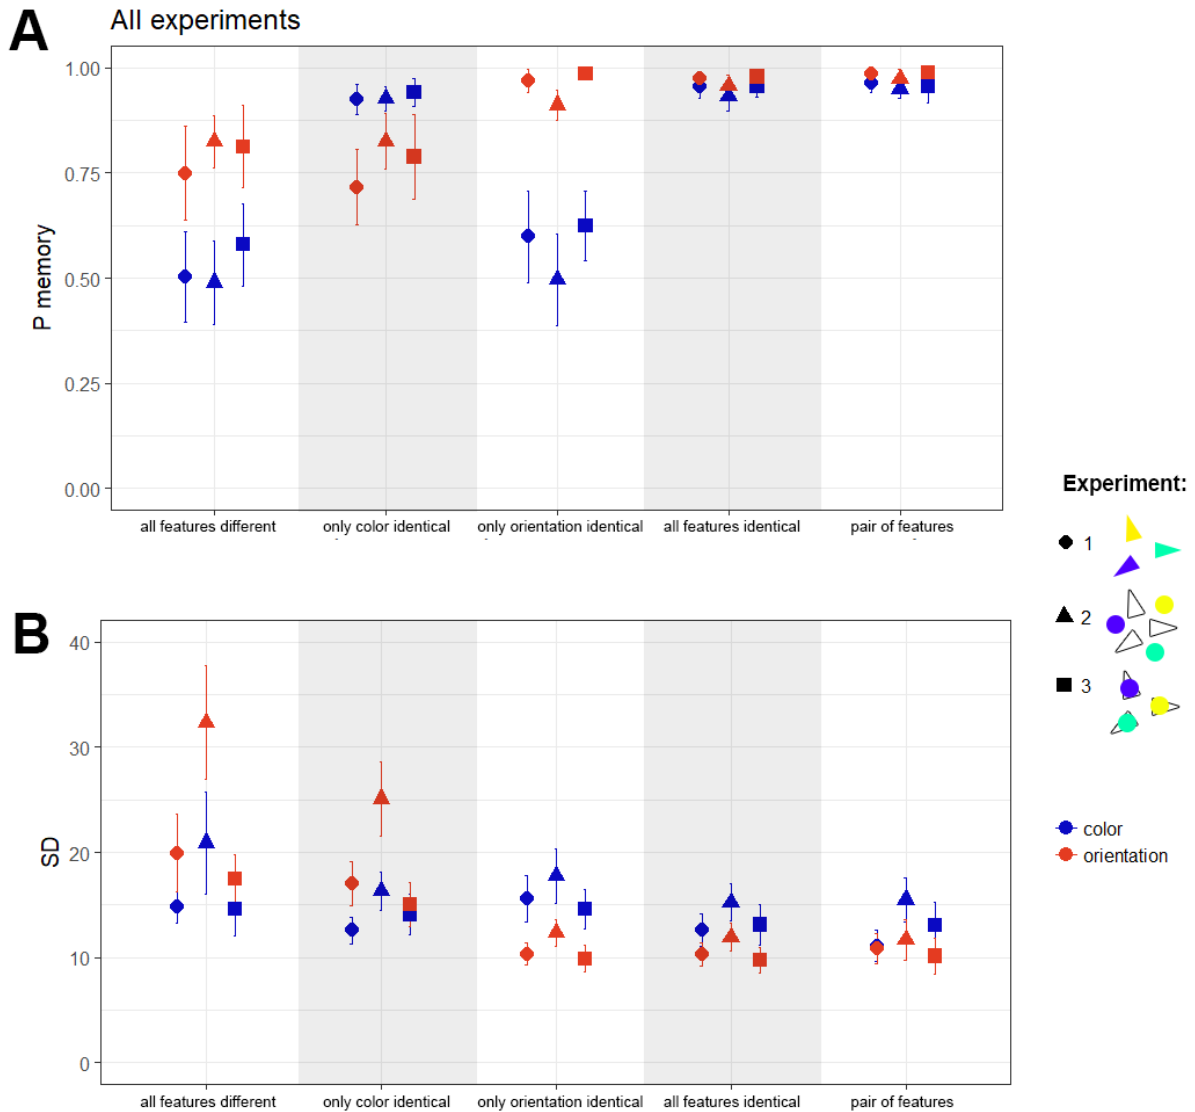 A
All experiments
1.00
0.75
0.50
0.25
0.00
P memory
all features different
only color identical
only orientation identical
all features identical
pair of features
Experiment:
1
2
3
color
orientation
B
40
30
20
10
0
SD
all features different
only color identical
only orientation identical
all features identical
pair of features